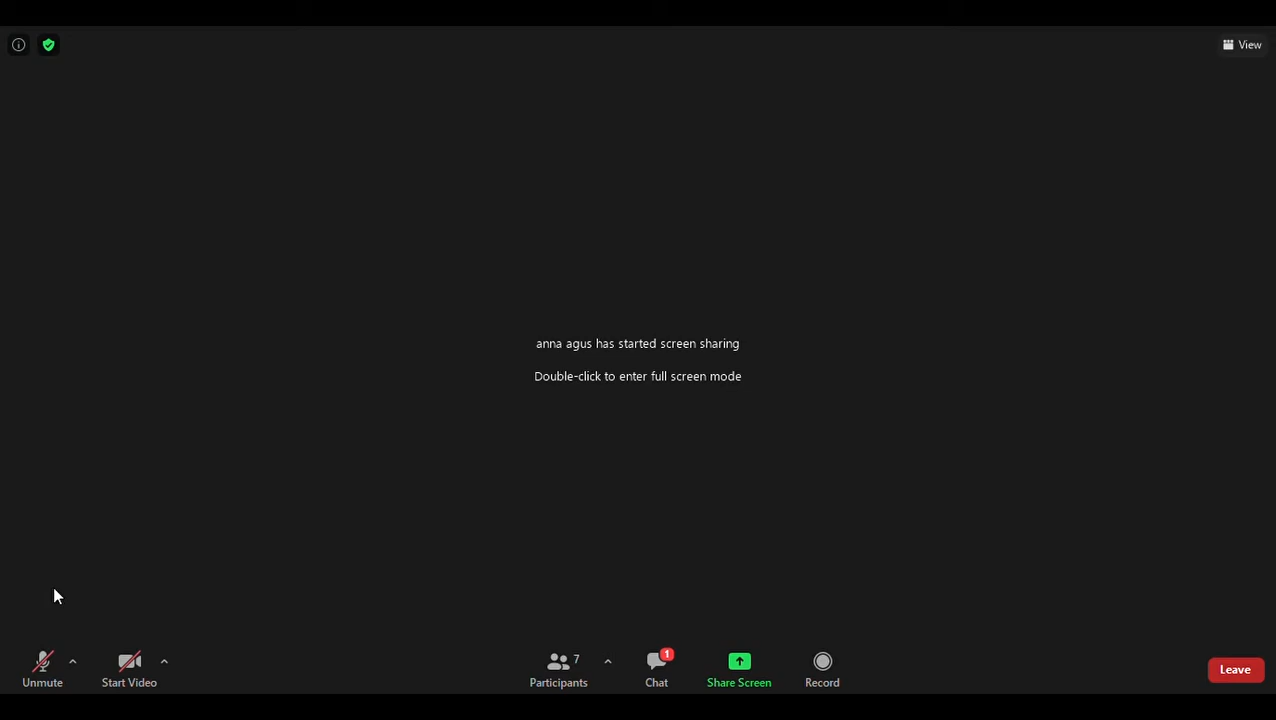 View
anna agus has started screen sharing
Double-click to enter full screen mode
7
1
Unmute
Start Video
Participants
Chat
Share Screen
Record
Leave